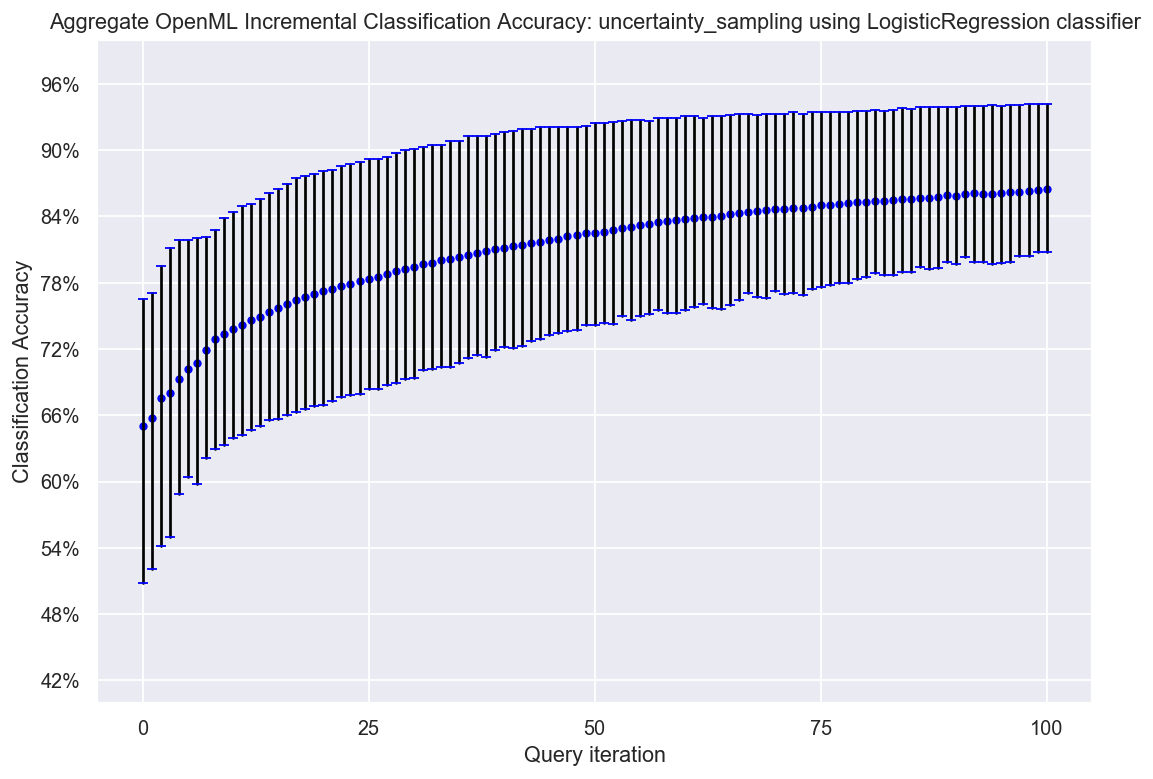 Aggregate OpenML Incremental Classification Accuracy: uncertainty_sampling using LogisticRegression classifier
96%
90%
84%
78%
72%
66%
60%
54%
48%
42%
Classification Accuracy
0 25 50 75 100
Query iteration